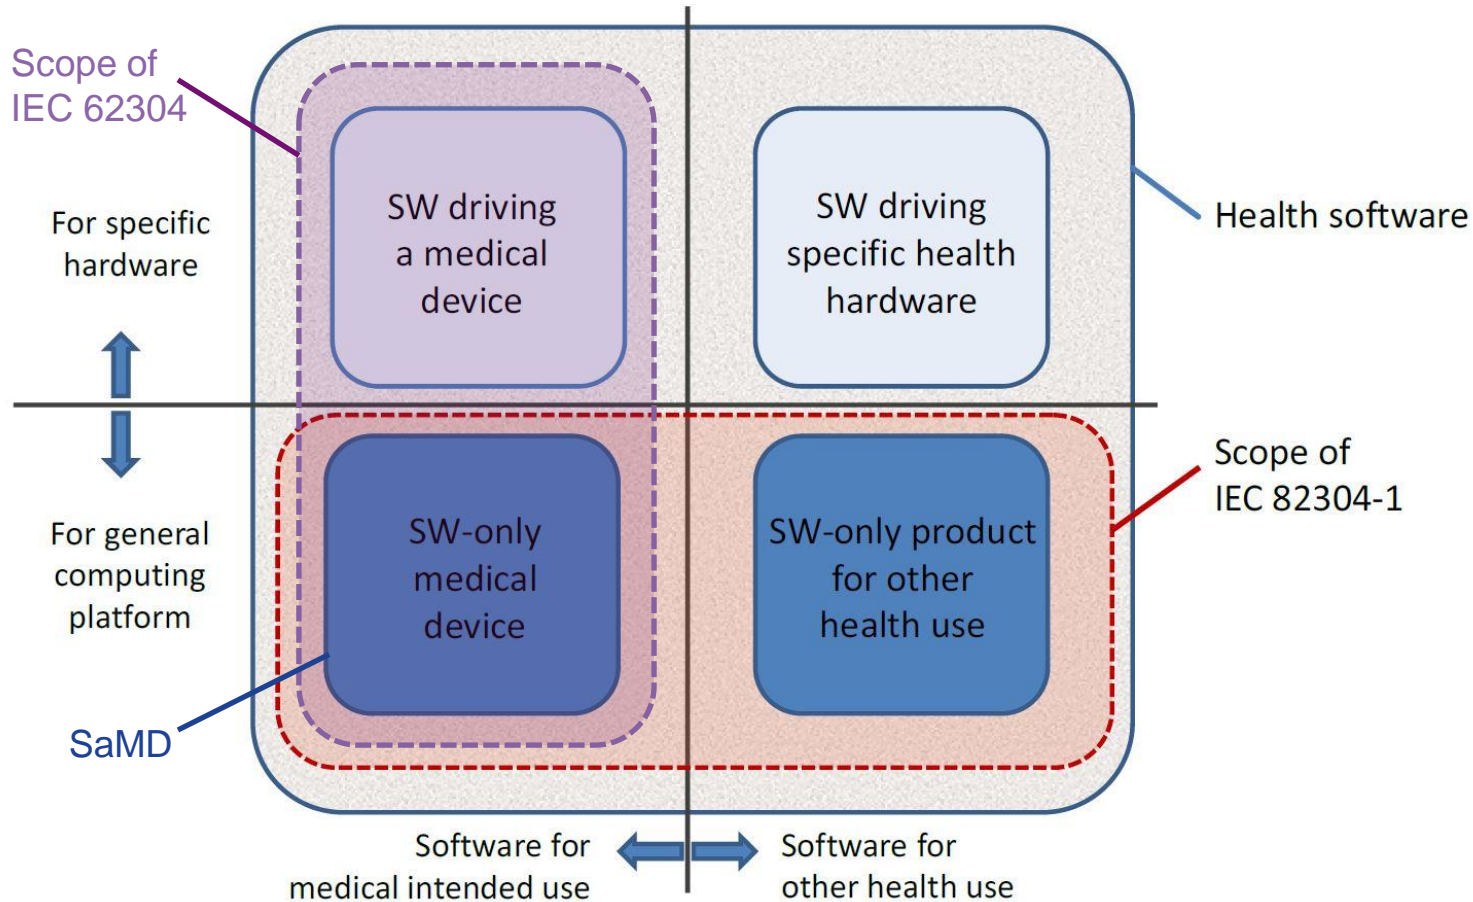 Scope of
IEC 62304
For specific
hardware
SW driving
a medical
device
SW driving
specific health
hardware
Health software
For general
computing
platform
SW-only
medical
device
SW-only product
for other
health use
Scope of
IEC 82304-1
SaMD
Software for
medical intended use
Software for
other health use